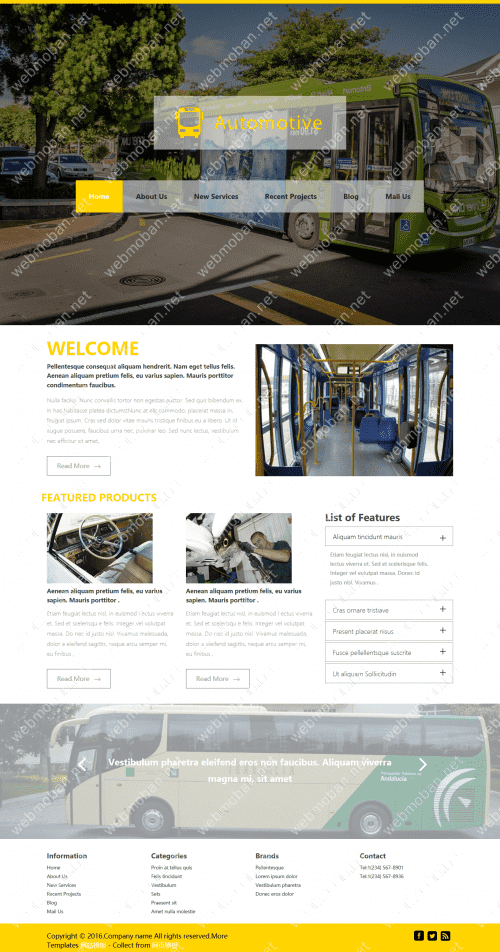 Automotive
Home
About Us
New Services
Recent Projects
Blog
Mail Us
WELCOME
Pellentesque consequat aliquam hendrerit. Nam eget tellus felis.
Aenean aliquam pretium felis, eu varius sapien. Mauris porttitor
condimentum faucibus.
Nulla facilisi. Nunc convallis tortor non egestas auctor. Sed quis bibendum ex.
In hac habitasse platea dictumst. Nunc at elit commodo, placerat massa in,
feugiat ipsum. Cras sed dolor vitae mauris tristique finibus eu a libero. Ut id
augue posuere, faucibus urna nec, pulvinar leo. Sed nunc lectus, vestibulum
nec efficitur sit amet.
Read More →
FEATURED PRODUCTS
Aenean aliquam pretium felis, eu varius
sapien. Mauris porttitor .
Etiam feugiat lectus nisl, in euismod lectus viverra
et. Sed et scelerisque felis. Integer vel volutpat
massa. Donec id justo nisl. Vivamus malesuada,
dolor a eleifend sagittis, neque arcu semper mi,
eu finibus .
Read More →
Aenean aliquam pretium felis, eu varius
sapien. Mauris porttitor .
Etiam feugiat lectus nisl, in euismod lectus viverra
et. Sed et scelerisque felis. Integer vel volutpat
massa. Donec id justo nisl. Vivamus malesuada,
dolor a eleifend sagittis, neque arcu semper mi,
eu finibus .
Read More →
List of Features
Aliquam tincidunt mauris +
Etiam feugiat lectus nisl, in euismod
lectus viverra et. Sed et scelerisque felis.
Integer vel volutpat massa. Donec id
justo nisl. Vivamus .
Cras ornare tristique +
Present placerat risus +
Fusce pellellentsque suscrite +
Ut aliquam Sollicitudin +
Vestibulum pharetra eleifend eros non faucibus. Aliquam viverra
magna mi, sit amet
Andalucía
Information
Home
About Us
New Services
Recent Projects
Blog
Mail Us
Categories
Proin at tellus quis
Felis tincidunt
Vestibulum
Sets
Praesent sit
Amet nulla molestie
Brands
Pellentesque
Lorem ipsum dolor
Vestibulum pharetra
Donec eros dolor
Contact
Tel:1(234) 567-8901
Tel:1(234) 567-8936
Copyright © 2016.Company name All rights reserved.More
Templates - Collect from
webmoban.net